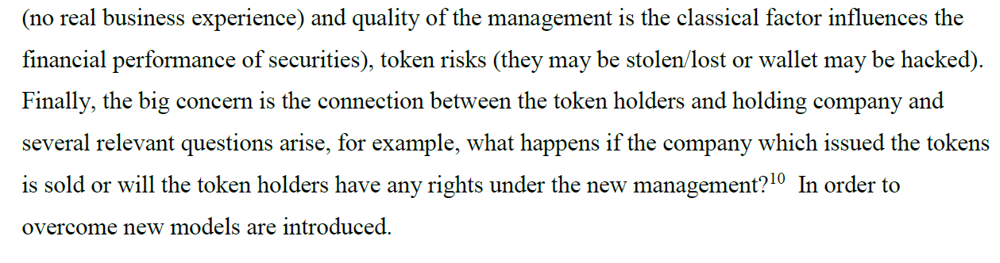 (no real business experience) and quality of the management is the classical factor influences the
financial performance of securities), token risks (they may be stolen/lost or wallet may be hacked).
Finally, the big concern is the connection between the token holders and holding company and
several relevant questions arise, for example, what happens if the company which issued the tokens
is sold or will the token holders have any rights under the new management?¹⁰ In order to
overcome new models are introduced.